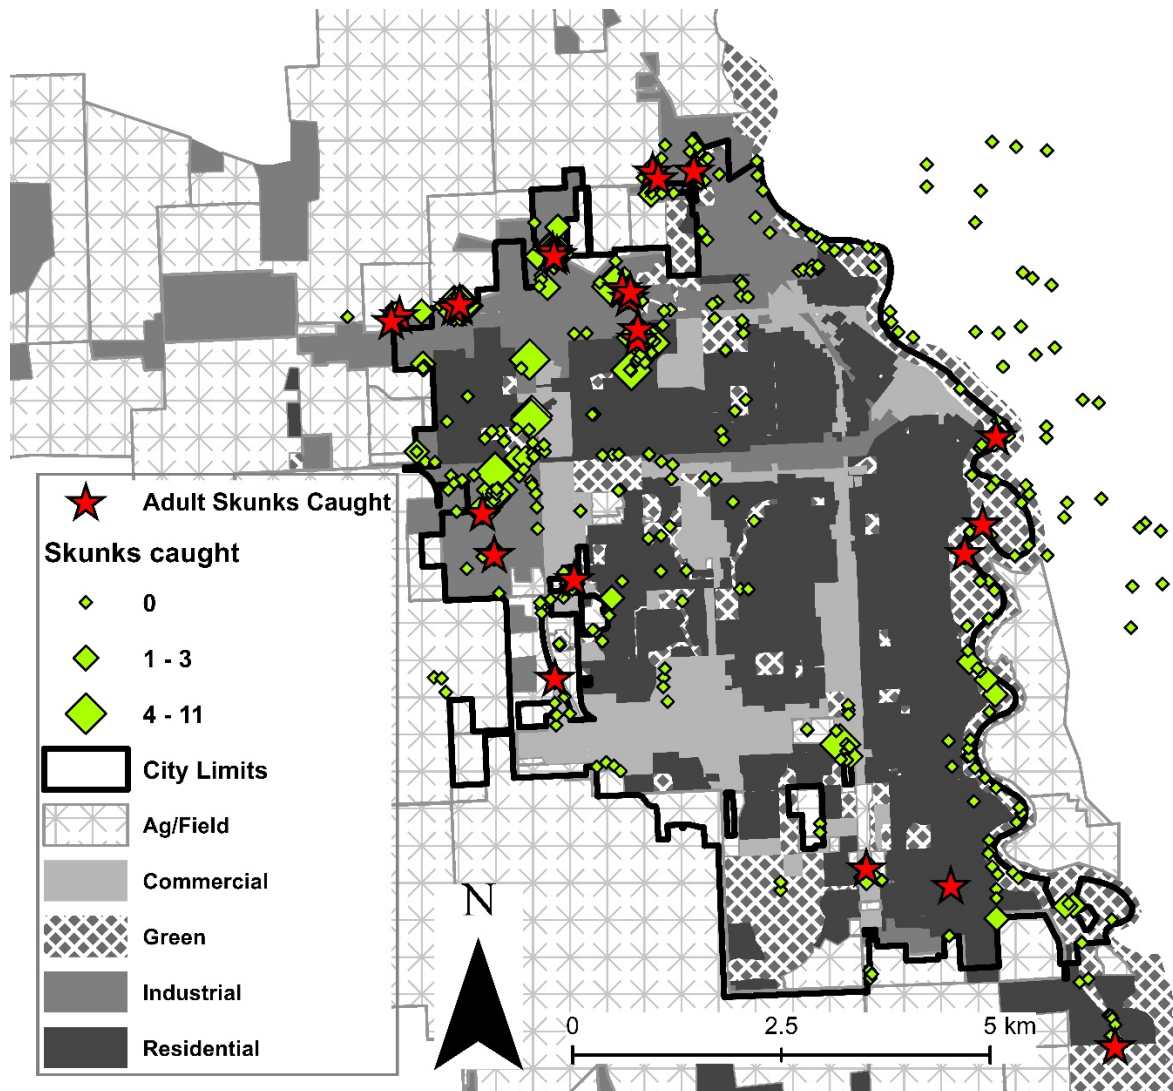 Adult Skunks Caught
Skunks caught
0
1 - 3
4 - 11
City Limits
Ag/Field
Commercial
Green
Industrial
Residential
N
0 2.5 5 km